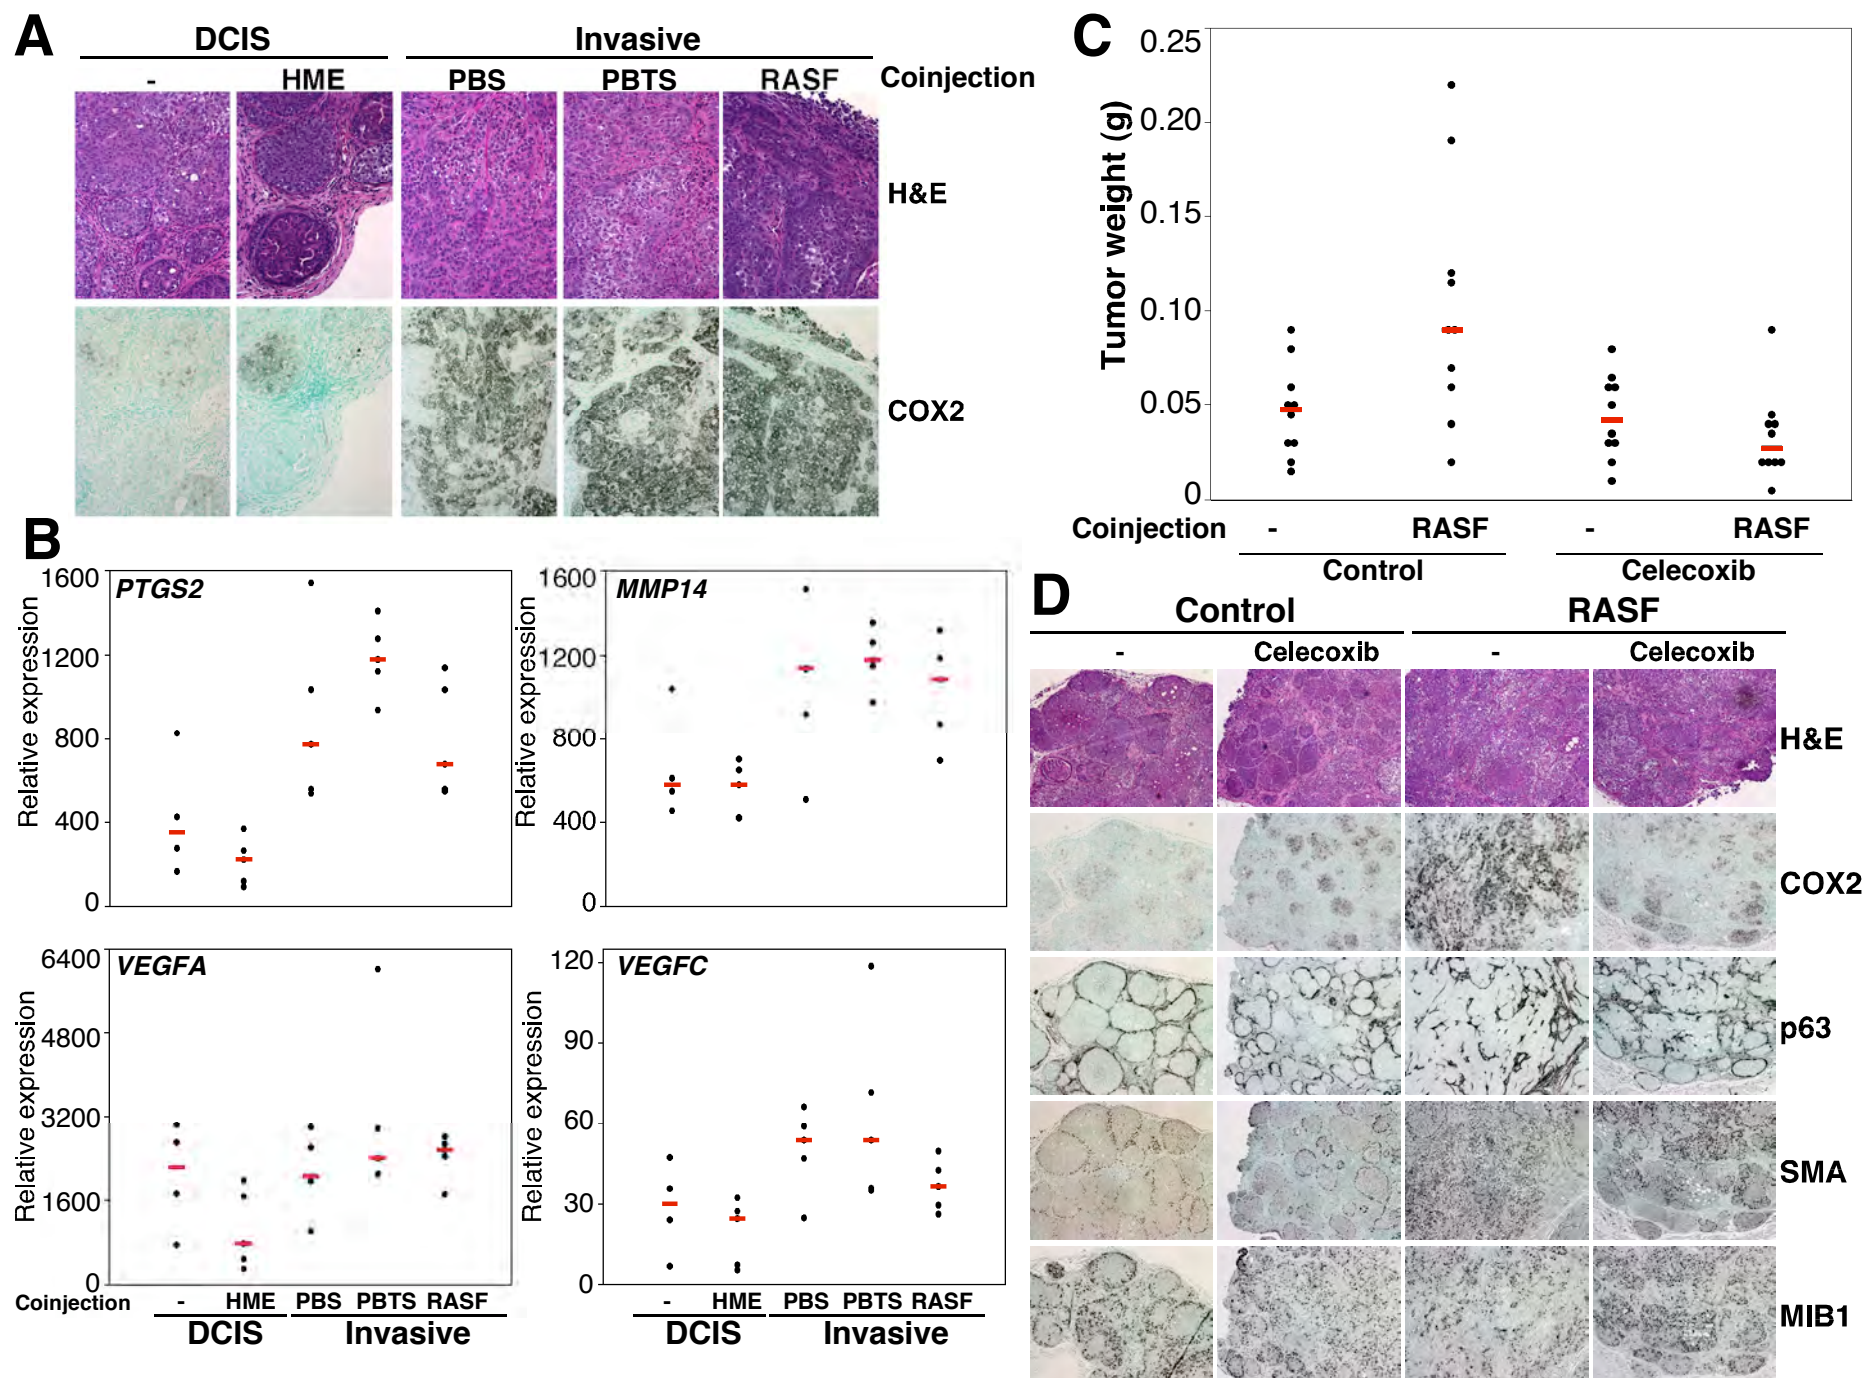 A
DCIS Invasive
- HME PBS PBTS RASF Coinjection
H&E
COX2
B
1600
1200
800
400
0
Relative expression
PTGS2
1600
1200
800
400
0
Relative expression
MMP14
6400
4800
3200
1600
0
Relative expression
VEGFA
120
90
60
30
0
Relative expression
VEGFC
Coinjection - HME PBS PBTS RASF
DCIS Invasive
- HME PBS PBTS RASF
DCIS Invasive
C
0.25
0.20
0.15
0.10
0.05
0
Tumor weight (g)
Coinjection - RASF - RASF
Control Celecoxib
D
Control RASF
- Celecoxib - Celecoxib
H&E
COX2
p63
SMA
MIB1